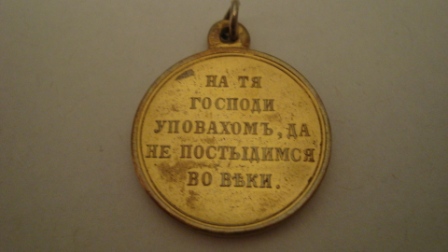 НА ТЯ
ГОСПОДИ
УПОВАХОМЪ, ДА
НЕ ПОСТЫДИМСЯ
ВО ВѢКИ.